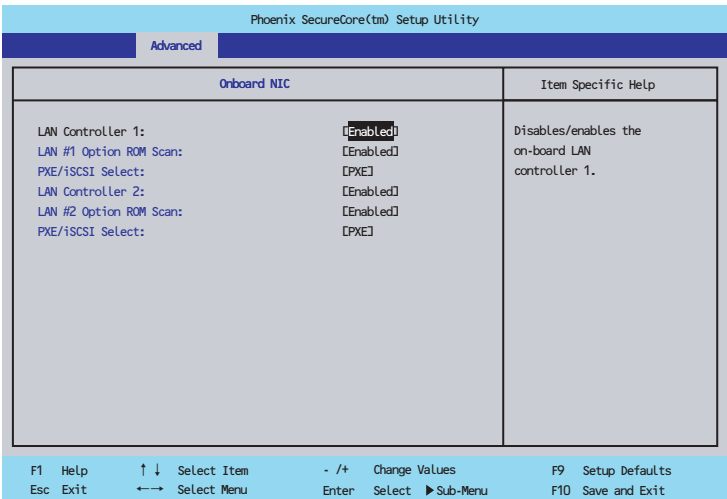 Phoenix SecureCore(tm) Setup Utility
Advanced
Onboard NIC
Item Specific Help
LAN Controller 1: [Enabled]
LAN #1 Option ROM Scan: [Enabled]
PXE/iSCSI Select: [PXE]
LAN Controller 2: [Enabled]
LAN #2 Option ROM Scan: [Enabled]
PXE/iSCSI Select: [PXE]
Disables/enables the
on-board LAN
controller 1.
F1 Help ↑↓ Select Item - /+ Change Values F9 Setup Defaults
Esc Exit ←→ Select Menu Enter Select ▶Sub-Menu F10 Save and Exit